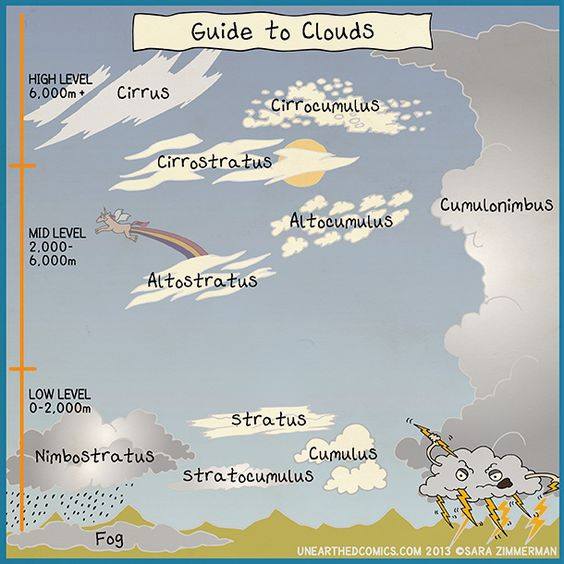 Guide to Clouds
HIGH LEVEL
6,000m+
Cirrus
Cirrocumulus
Cirrostratus
Cumulonimbus
Altocumulus
MID LEVEL
2,000-
6,000m
Altostratus
LOW LEVEL
0-2,000m
Stratus
Nimbostratus
Cumulus
Stratocumulus
Fog
UNEARTHEDCOMICS.COM 2013 ©SARA ZIMMERMAN